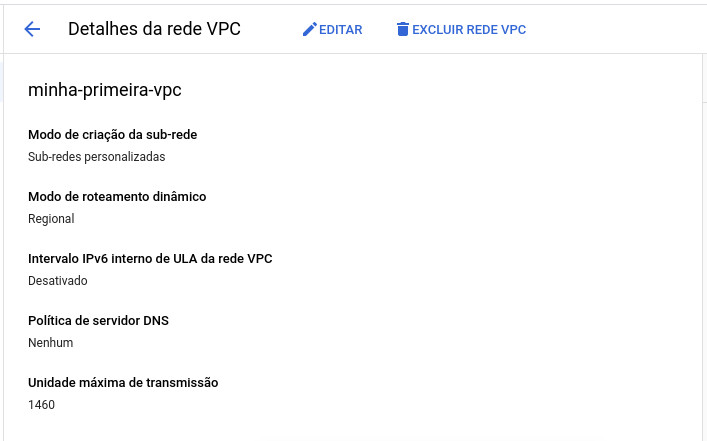 Detalhes da rede VPC
EDITAR
EXCLUIR REDE VPC
minha-primeira-vpc
Modo de criação da sub-rede
Sub-redes personalizadas
Modo de roteamento dinâmico
Regional
Intervalo IPv6 interno de ULA da rede VPC
Desativado
Política de servidor DNS
Nenhum
Unidade máxima de transmissão
1460